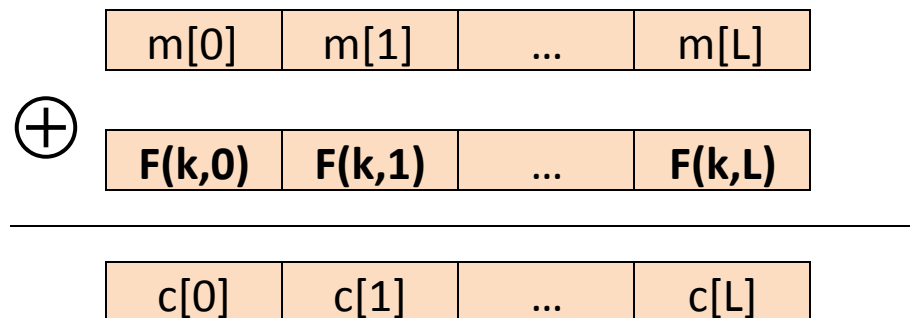 m[0] m[1] ... m[L]
⊕
F(k,0) F(k,1) ... F(k,L)
c[0] c[1] ... c[L]